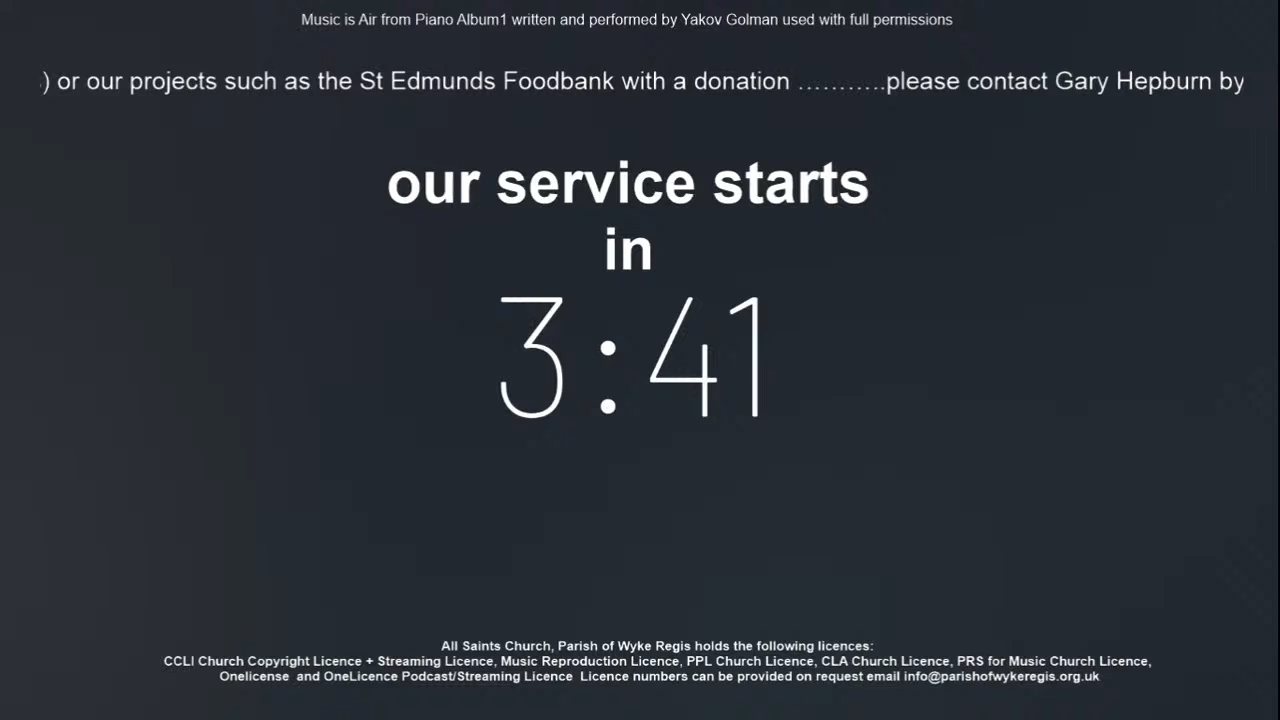 Music is Air from Piano Album1 written and performed by Yakov Golman used with full permissions
) or our projects such as the St Edmunds Foodbank with a donation ………..please contact Gary Hepburn by
our service starts
in
3:41
All Saints Church, Parish of Wyke Regis holds the following licences:
CCLI Church Copyright Licence + Streaming Licence, Music Reproduction Licence, PPL Church Licence, CLA Church Licence, PRS for Music Church Licence,
Onelicense  and OneLicence Podcast/Streaming Licence  Licence numbers can be provided on request email info@parishofwykeregis.org.uk